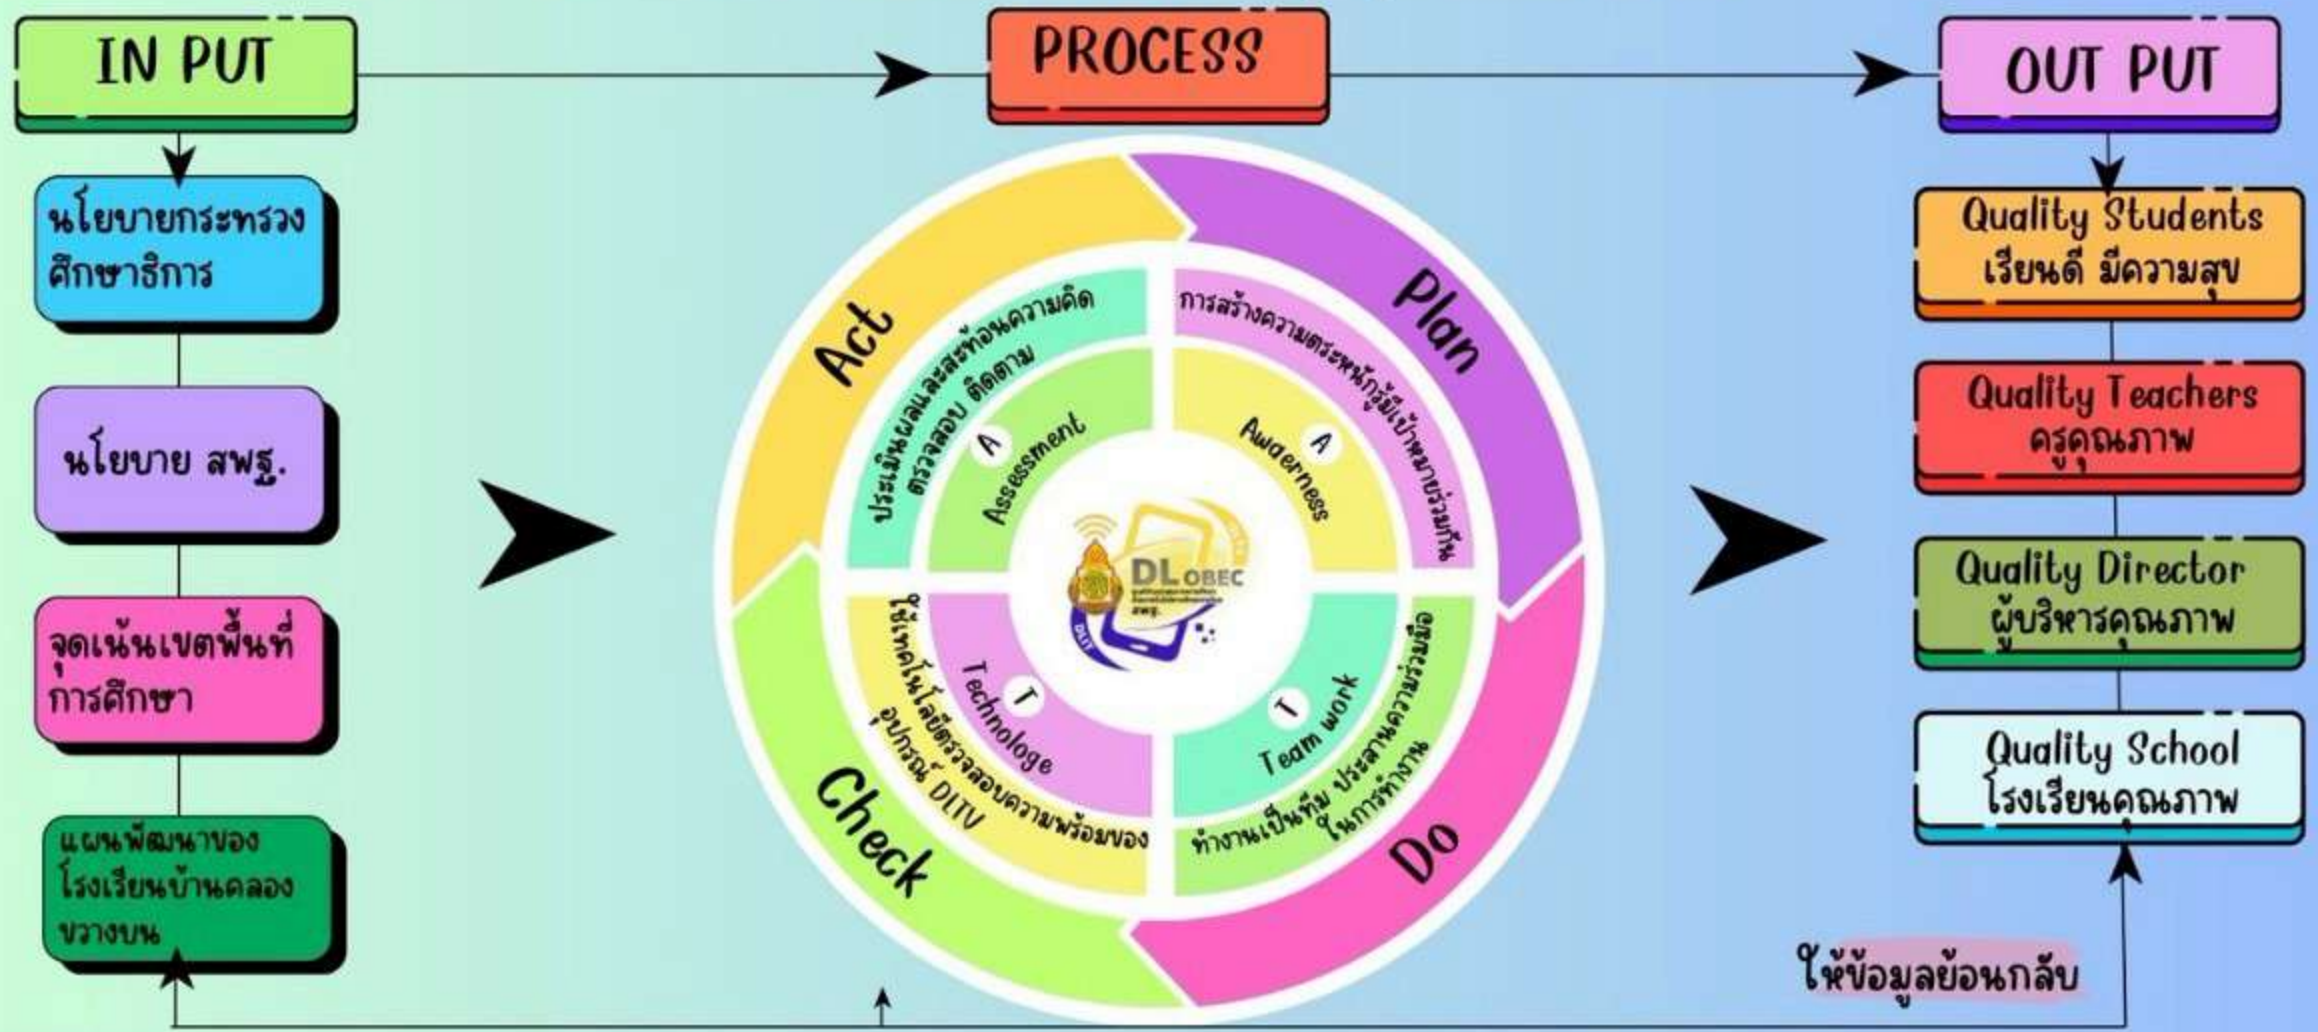 IN PUT
PROCESS
OUT PUT
นโยบายกระทรวง
ศึกษาธิการ
นโยบาย สพฐ.
จุดเน้นเขตพื้นที่
การศึกษา
แผนพัฒนาของ
โรงเรียนบ้านคลอง
ขวางบน
Plan
การสร้างความตระหนักรู้มีเป้าหมายร่วมกัน
A
Awaerness
Do
ทำงานเป็นทีม ประสานความร่วมมือ
ในการทำงาน
T
Team work
Check
ใช้เทคโนโลยีตรวจสอบความพร้อมของ
อุปกรณ์ DLTV
T
Technologe
Act
ประเมินผลและสะท้อนความคิด
ตรวจสอบ ติดตาม
A
Assessment
DL OBEC
สพฐ.
DLIT
Quality Students
เรียนดี มีความสุข
Quality Teachers
ครูคุณภาพ
Quality Director
ผู้บริหารคุณภาพ
Quality School
โรงเรียนคุณภาพ
ให้ข้อมูลย้อนกลับ